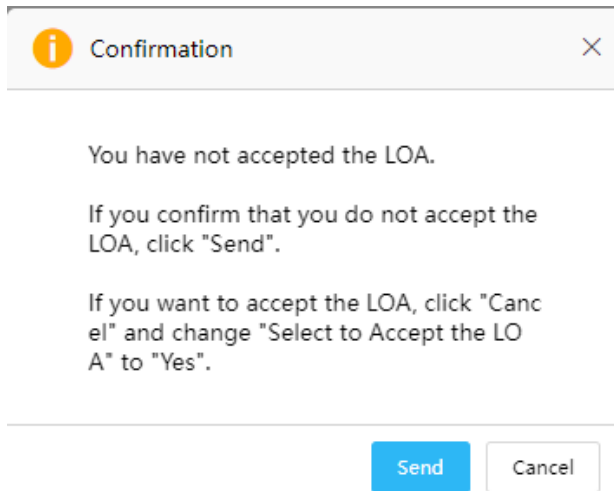 Confirmation
You have not accepted the LOA.
If you confirm that you do not accept the
LOA, click "Send".
If you want to accept the LOA, click "Canc
el" and change "Select to Accept the LO
A" to "Yes".
Send Cancel